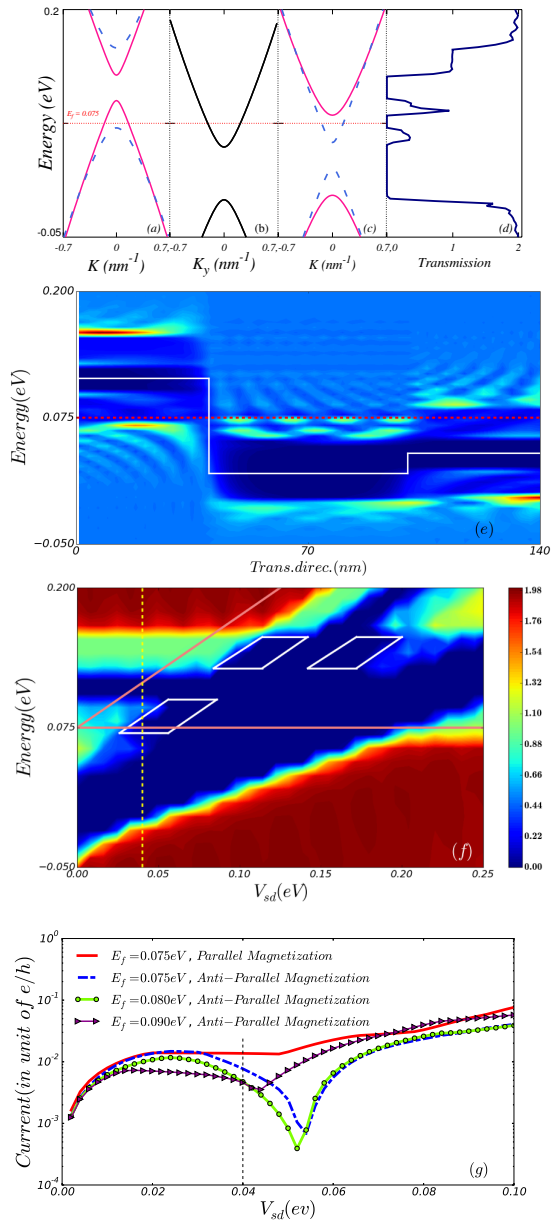 0.2
Energy (eV)
E_f = 0.075
-0.05
(a)
(b)
(c)
(d)
-0.7 0 0.7,-0.7 0 0.7,-0.7 0 0.7,0 1 2
K (nm⁻¹) K_y (nm⁻¹) K (nm⁻¹) Transmission
0.200
Energy(eV)
0.075
−0.050
(e)
0 70 140
Trans.direc.(nm)
0.200
Energy(eV)
0.075
−0.050
(f)
0.00 0.05 0.10 0.15 0.20 0.25
V_sd(eV)
1.98
1.76
1.54
1.32
1.10
0.88
0.66
0.44
0.22
0.00
10⁰
10⁻¹
10⁻²
10⁻³
10⁻⁴
Current(in unit of e/h)
E_f=0.075eV, Parallel Magnetization
E_f=0.075eV, Anti−Parallel Magnetization
E_f=0.080eV, Anti−Parallel Magnetization
E_f=0.090eV, Anti−Parallel Magnetization
(g)
0.00 0.02 0.04 0.06 0.08 0.10
V_sd(ev)